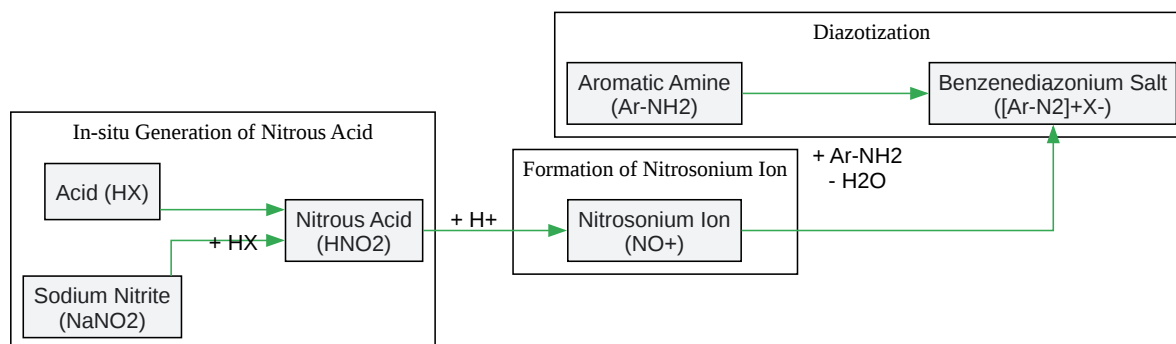 Diazotization
Aromatic Amine
(Ar-NH2)
Benzenediazonium Salt
([Ar-N2]+X-)
In-situ Generation of Nitrous Acid
Acid (HX)
+ HX
Nitrous Acid
(HNO2)
Sodium Nitrite
(NaNO2)
+ H+
Formation of Nitrosonium Ion
Nitrosonium Ion
(NO+)
+ Ar-NH2
- H2O